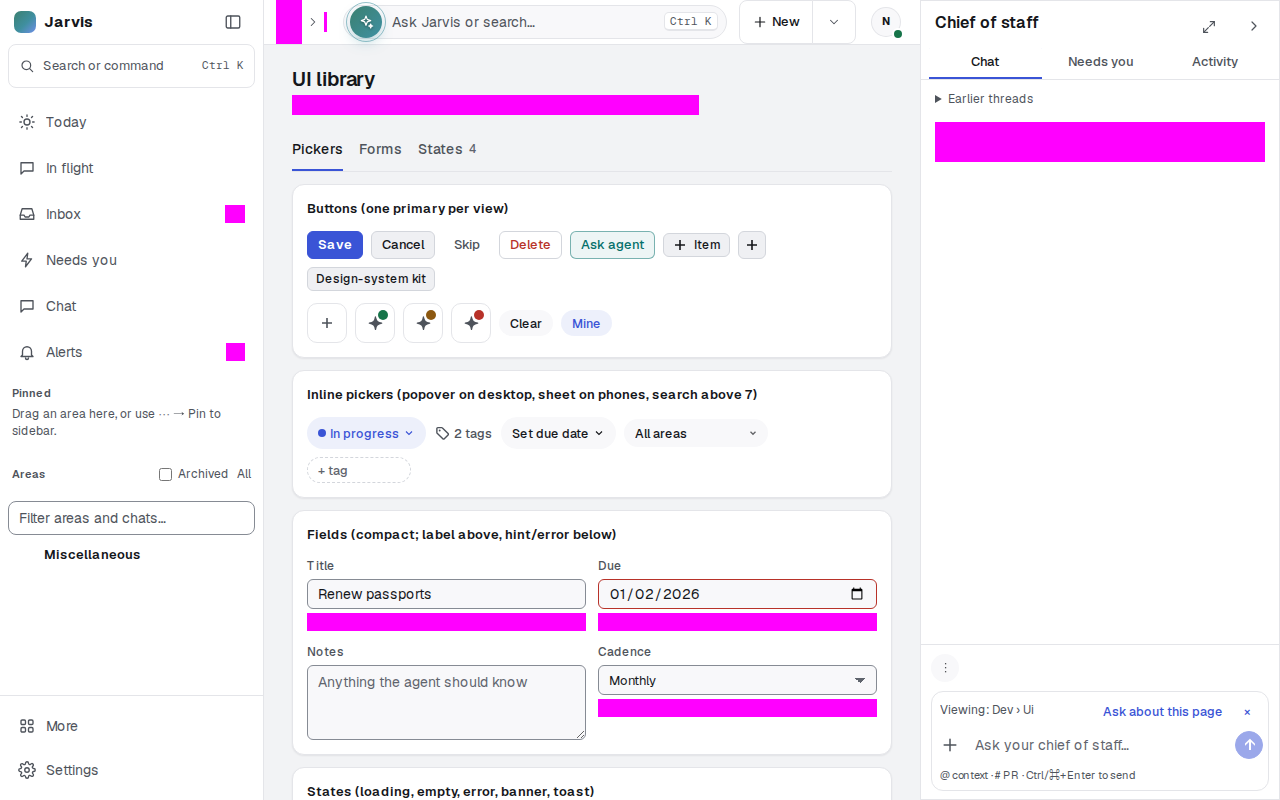 Jarvis
Search or command Ctrl K
Today
In flight
Inbox
Needs you
Chat
Alerts
Pinned
Drag an area here, or use ··· → Pin to
sidebar.
Areas
Archived All
Filter areas and chats…
Miscellaneous
More
Settings
Ask Jarvis or search… Ctrl K
New
N
UI library
Pickers Forms States 4
Buttons (one primary per view)
Save Cancel Skip Delete Ask agent Item
Design-system kit
Clear Mine
Inline pickers (popover on desktop, sheet on phones, search above 7)
In progress 2 tags Set due date All areas
+ tag
Fields (compact; label above, hint/error below)
Title Due
Renew passports 01/02/2026
Notes Cadence
Anything the agent should know Monthly
States (loading, empty, error, banner, toast)
Chief of staff
Chat Needs you Activity
Earlier threads
Viewing: Dev › Ui Ask about this page ×
Ask your chief of staff…
@ context · # PR · Ctrl/⌘+Enter to send